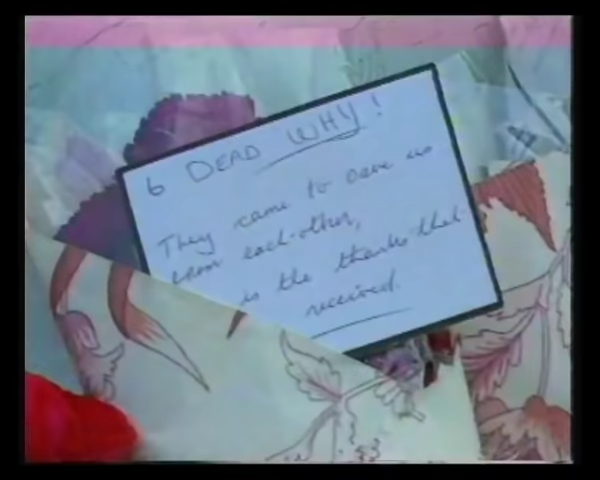 6 DEAD WHY!
They came to save us
from each-other,
is the thanks that
received.